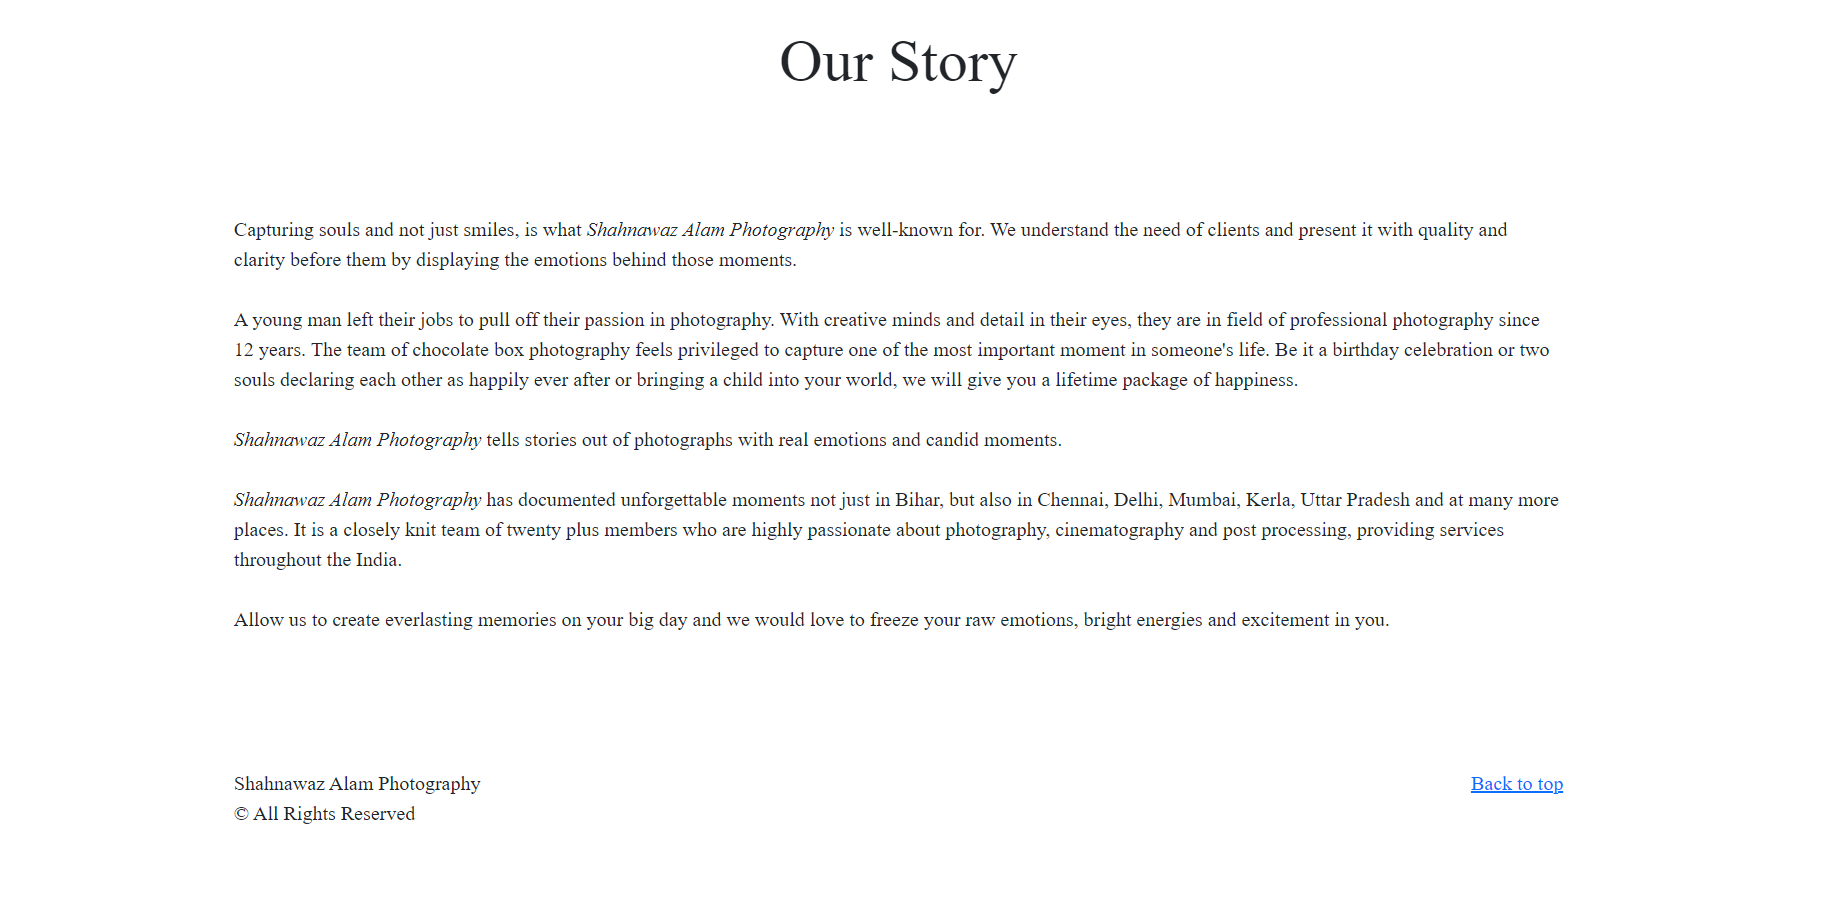 Our Story
Capturing souls and not just smiles, is what Shahnawaz Alam Photography is well-known for. We understand the need of clients and present it with quality and
clarity before them by displaying the emotions behind those moments.
A young man left their jobs to pull off their passion in photography. With creative minds and detail in their eyes, they are in field of professional photography since
12 years. The team of chocolate box photography feels privileged to capture one of the most important moment in someone's life. Be it a birthday celebration or two
souls declaring each other as happily ever after or bringing a child into your world, we will give you a lifetime package of happiness.
Shahnawaz Alam Photography tells stories out of photographs with real emotions and candid moments.
Shahnawaz Alam Photography has documented unforgettable moments not just in Bihar, but also in Chennai, Delhi, Mumbai, Kerla, Uttar Pradesh and at many more
places. It is a closely knit team of twenty plus members who are highly passionate about photography, cinematography and post processing, providing services
throughout the India.
Allow us to create everlasting memories on your big day and we would love to freeze your raw emotions, bright energies and excitement in you.
Shahnawaz Alam Photography
© All Rights Reserved
Back to top